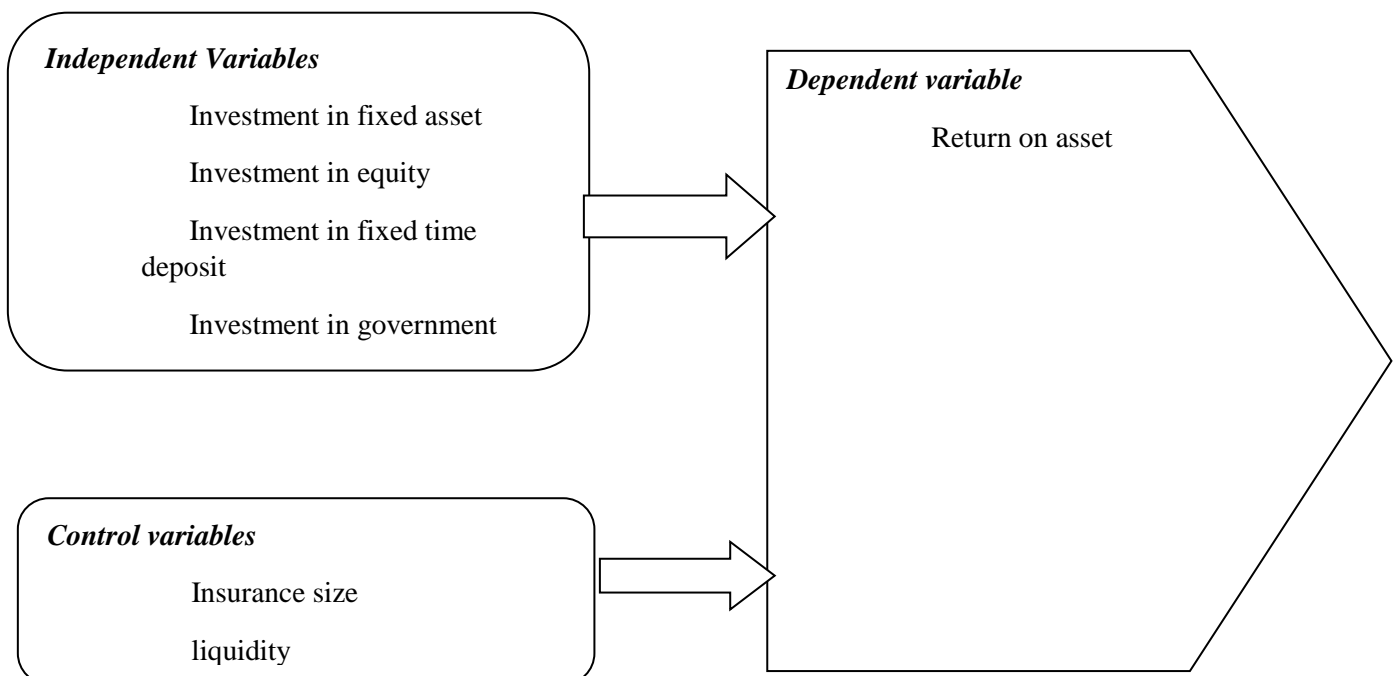 Independent Variables
Investment in fixed asset
Investment in equity
Investment in fixed time
deposit
Investment in government
Dependent variable
Return on asset
Control variables
Insurance size
liquidity